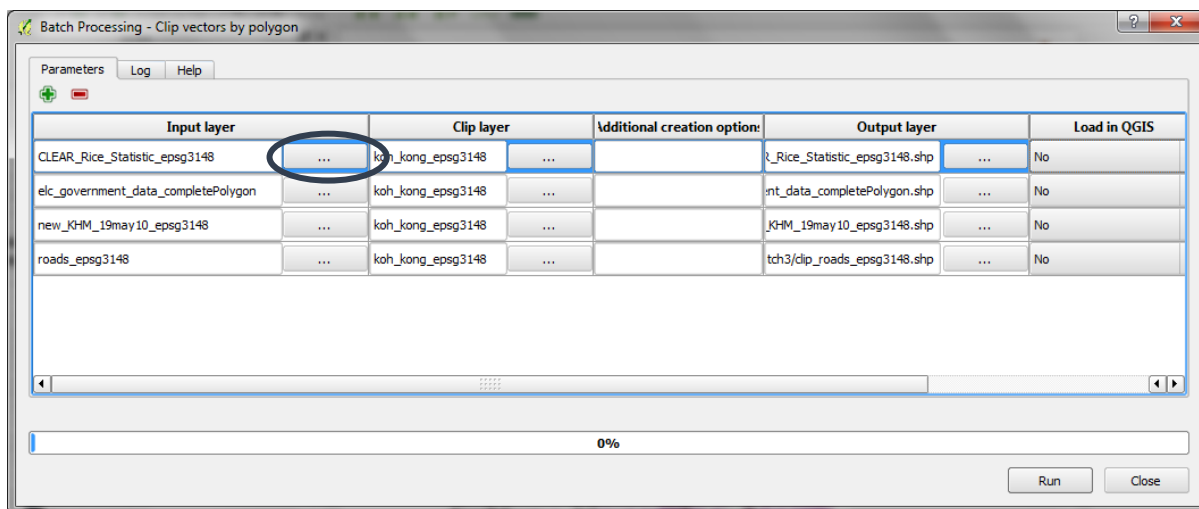 Batch Processing - Clip vectors by polygon
Parameters Log Help
Input layer Clip layer Additional creation options Output layer Load in QGIS
CLEAR_Rice_Statistic_epsg3148 ... koh_kong_epsg3148 ... R_Rice_Statistic_epsg3148.shp ... No
elc_government_data_completePolygon ... koh_kong_epsg3148 ... ent_data_completePolygon.shp ... No
new_KHM_19may10_epsg3148 ... koh_kong_epsg3148 ... _KHM_19may10_epsg3148.shp ... No
roads_epsg3148 ... koh_kong_epsg3148 ... tch3/clip_roads_epsg3148.shp ... No
0%
Run Close